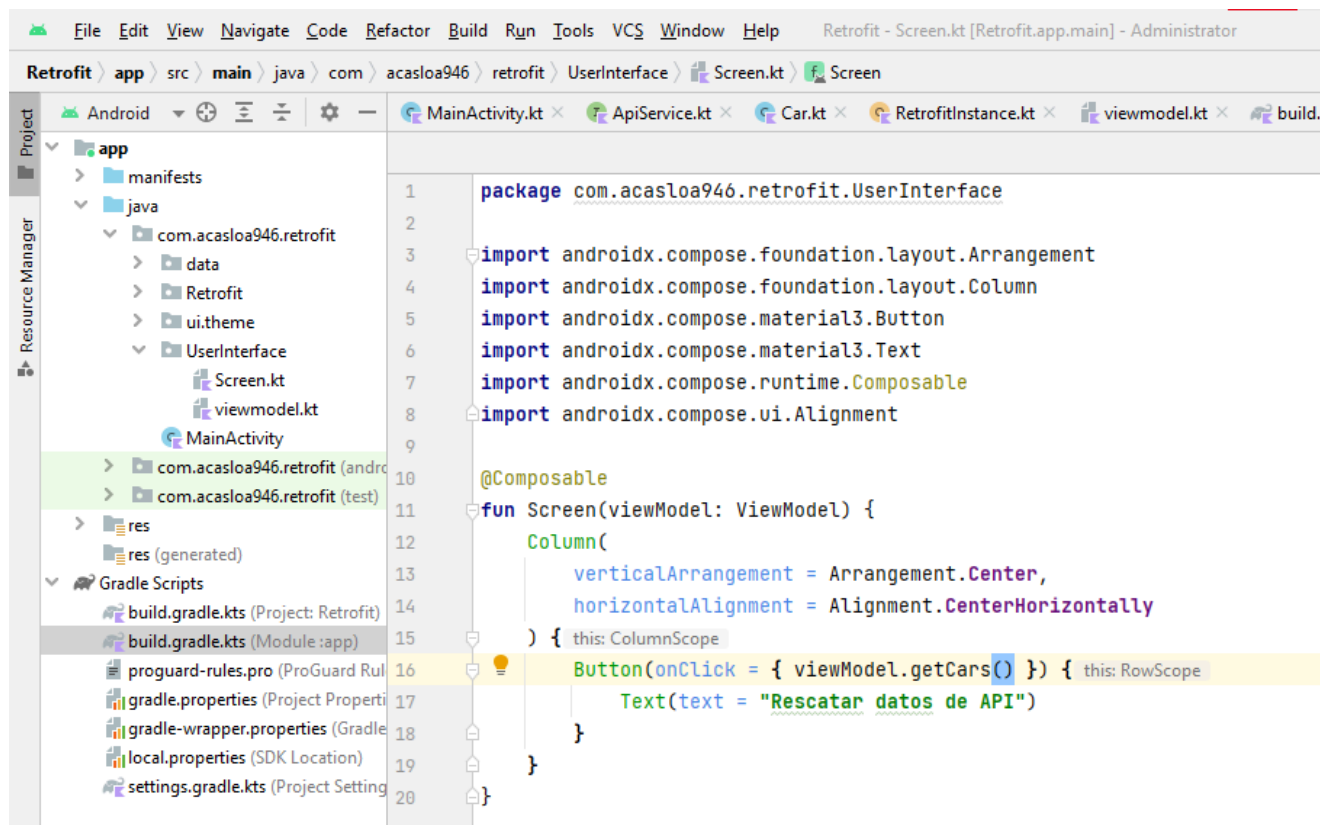 File Edit View Navigate Code Refactor Build Run Tools VCS Window Help Retrofit - Screen.kt [Retrofit.app.main] - Administrator
Retrofit app src main java com acasloa946 retrofit UserInterface Screen.kt Screen
Project
Resource Manager
Android
MainActivity.kt ApiService.kt Car.kt RetrofitInstance.kt viewmodel.kt build.
app
manifests
java
com.acasloa946.retrofit
data
Retrofit
ui.theme
UserInterface
Screen.kt
viewmodel.kt
MainActivity
com.acasloa946.retrofit (andro
com.acasloa946.retrofit (test)
res
res (generated)
Gradle Scripts
build.gradle.kts (Project: Retrofit)
build.gradle.kts (Module :app)
proguard-rules.pro (ProGuard Rul
gradle.properties (Project Properti
gradle-wrapper.properties (Gradle
local.properties (SDK Location)
settings.gradle.kts (Project Setting
1 package com.acasloa946.retrofit.UserInterface
2
3 import androidx.compose.foundation.layout.Arrangement
4 import androidx.compose.foundation.layout.Column
5 import androidx.compose.material3.Button
6 import androidx.compose.material3.Text
7 import androidx.compose.runtime.Composable
8 import androidx.compose.ui.Alignment
9
10 @Composable
11 fun Screen(viewModel: ViewModel) {
12 Column(
13 verticalArrangement = Arrangement.Center,
14 horizontalAlignment = Alignment.CenterHorizontally
15 ) { this: ColumnScope
16 Button(onClick = { viewModel.getCars() }) { this: RowScope
17 Text(text = "Rescatar datos de API")
18 }
19 }
20 }